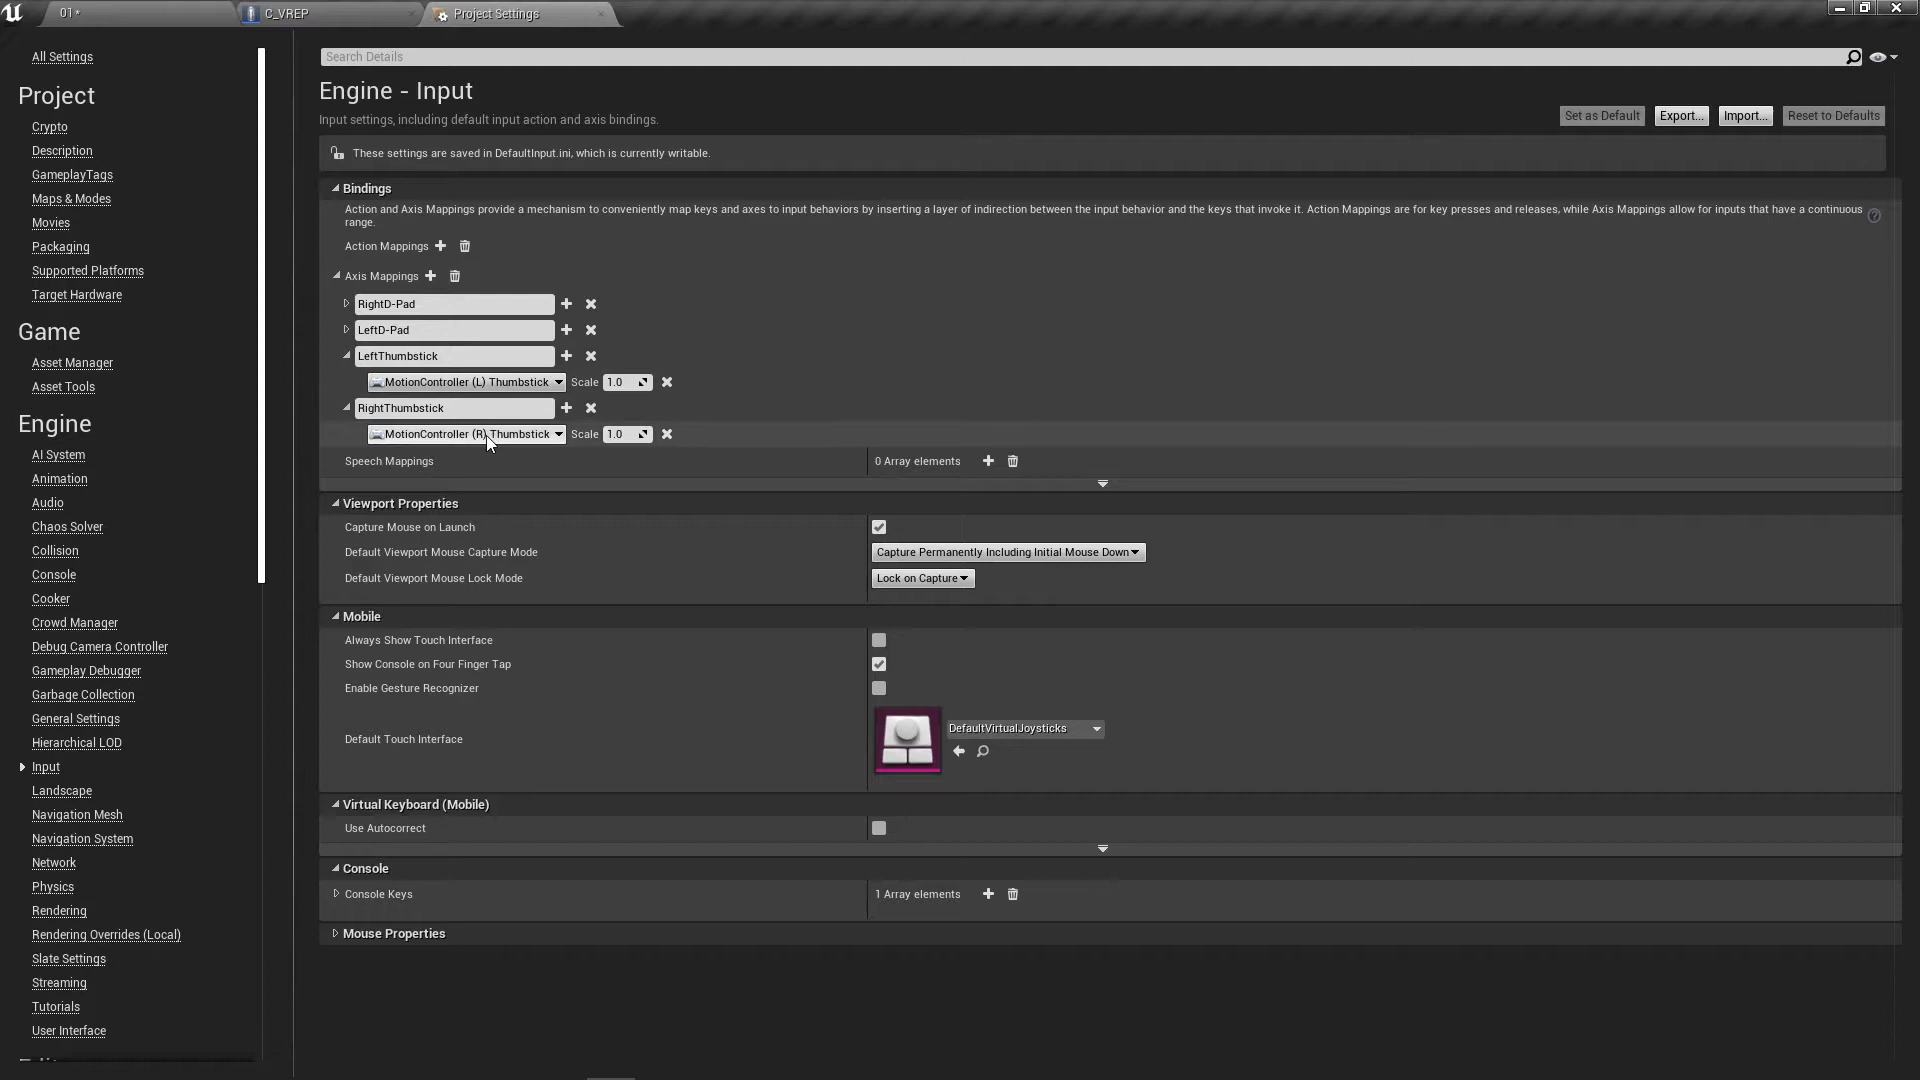 01*
C_VREP
Project Settings
All Settings
Project
Crypto
Description
GameplayTags
Maps & Modes
Movies
Packaging
Supported Platforms
Target Hardware
Game
Asset Manager
Asset Tools
Engine
AI System
Animation
Audio
Chaos Solver
Collision
Console
Cooker
Crowd Manager
Debug Camera Controller
Gameplay Debugger
Garbage Collection
General Settings
Hierarchical LOD
Input
Landscape
Navigation Mesh
Navigation System
Network
Physics
Rendering
Rendering Overrides (Local)
Slate Settings
Streaming
Tutorials
User Interface
Search Details
Engine - Input
Input settings, including default input action and axis bindings.
Set as Default
Export...
Import...
Reset to Defaults
These settings are saved in DefaultInput.ini, which is currently writable.
Bindings
Action and Axis Mappings provide a mechanism to conveniently map keys and axes to input behaviors by inserting a layer of indirection between the input behavior and the keys that invoke it. Action Mappings are for key presses and releases, while Axis Mappings allow for inputs that have a continuous
range.
Action Mappings
Axis Mappings
RightD-Pad
LeftD-Pad
LeftThumbstick
MotionController (L) Thumbstick Scale 1.0
RightThumbstick
MotionController (R) Thumbstick Scale 1.0
Speech Mappings 0 Array elements
Viewport Properties
Capture Mouse on Launch
Default Viewport Mouse Capture Mode Capture Permanently Including Initial Mouse Down
Default Viewport Mouse Lock Mode Lock on Capture
Mobile
Always Show Touch Interface
Show Console on Four Finger Tap
Enable Gesture Recognizer
Default Touch Interface DefaultVirtualJoysticks
Virtual Keyboard (Mobile)
Use Autocorrect
Console
Console Keys 1 Array elements
Mouse Properties